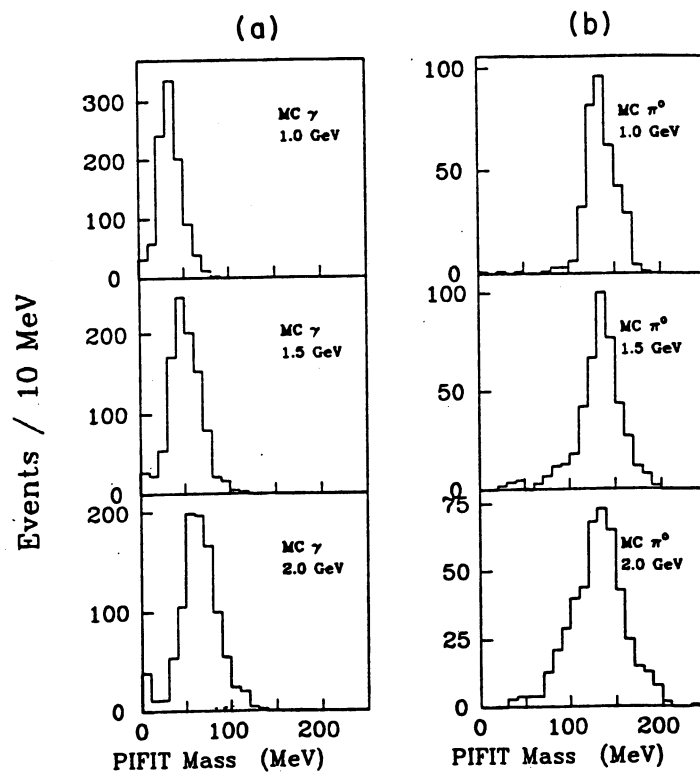 (a)
(b)
Events / 10 MeV
300
200
100
0
MC γ
1.0 GeV
100
50
0
MC π⁰
1.0 GeV
200
100
0
MC γ
1.5 GeV
100
50
0
MC π⁰
1.5 GeV
200
100
0
MC γ
2.0 GeV
75
50
25
0
MC π⁰
2.0 GeV
0 100 200
0 100 200
PIFIT Mass (MeV)
PIFIT Mass (MeV)